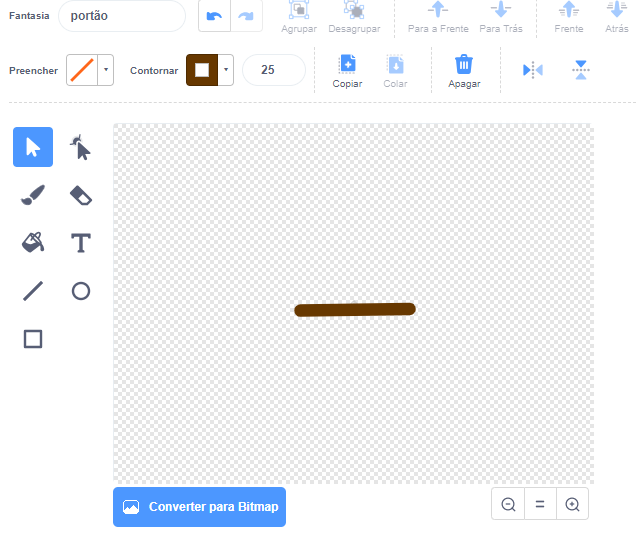 Fantasia portão
Agrupar Desagrupar Para a Frente Para Trás Frente Atrás
Preencher Contornar 25
Copiar Colar Apagar
T
Converter para Bitmap